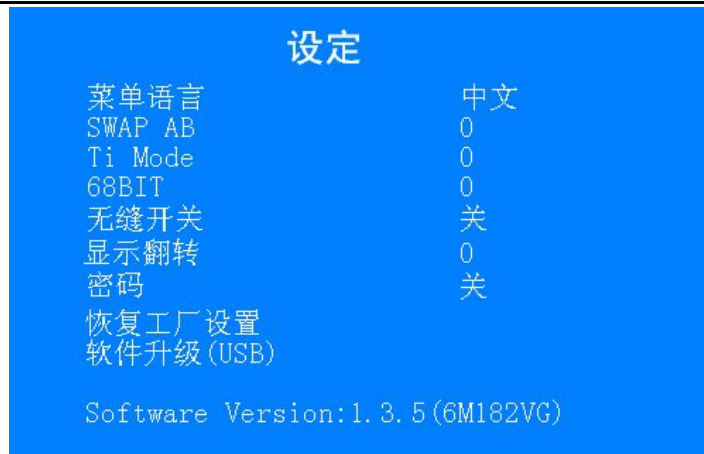 设定
菜单语言 中文
SWAP AB 0
Ti Mode 0
68BIT 0
无缝开关 关
显示翻转 0
密码 关
恢复工厂设置
软件升级(USB)
Software Version:1.3.5(6M182VG)